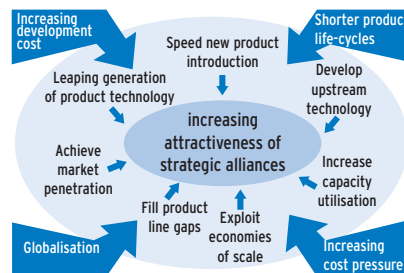 Increasing
development
cost
Shorter product
life-cycles
Speed new product
introduction
Leaping generation
of product technology
Develop
upstream
technology
increasing
attractiveness of
strategic alliances
Achieve
market
penetration
Increase
capacity
utilisation
Fill product
line gaps
Exploit
economies
of scale
Globalisation
Increasing
cost pressure